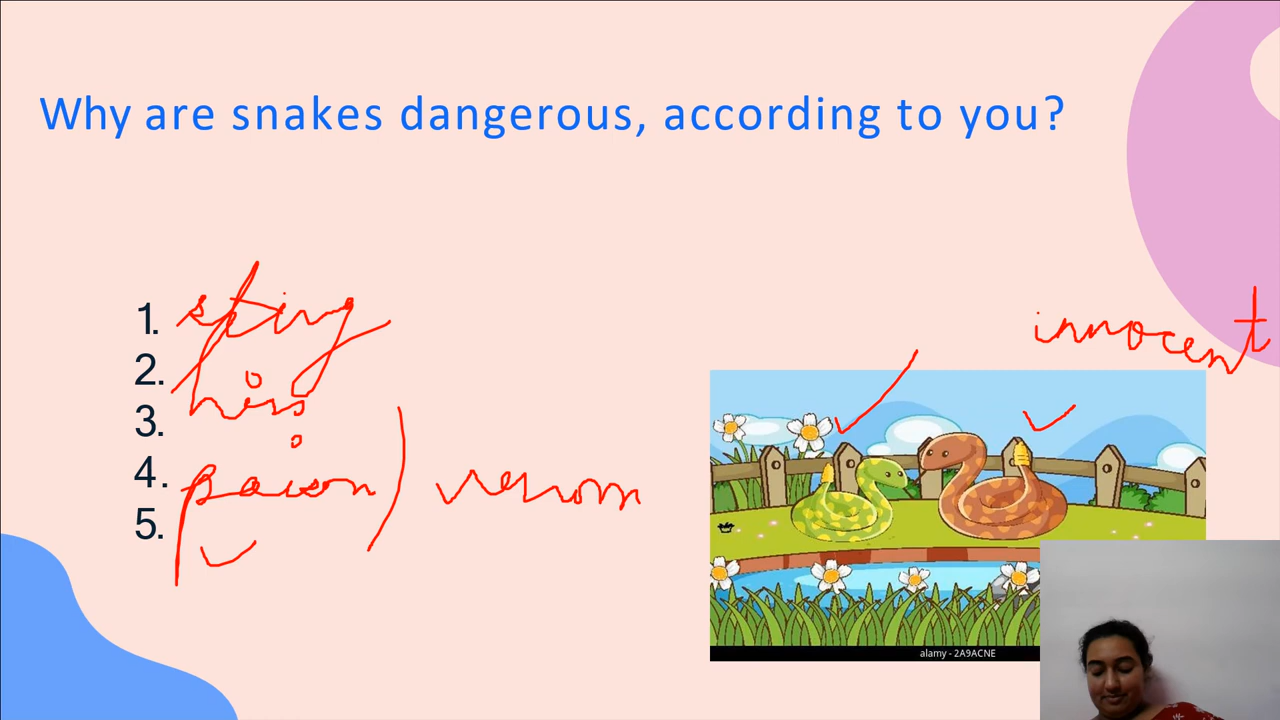 Why are snakes dangerous, according to you?
innocent
1. sting
2. hiss
3.
4. poison / venom
5.
alamy - 2A9ACNE